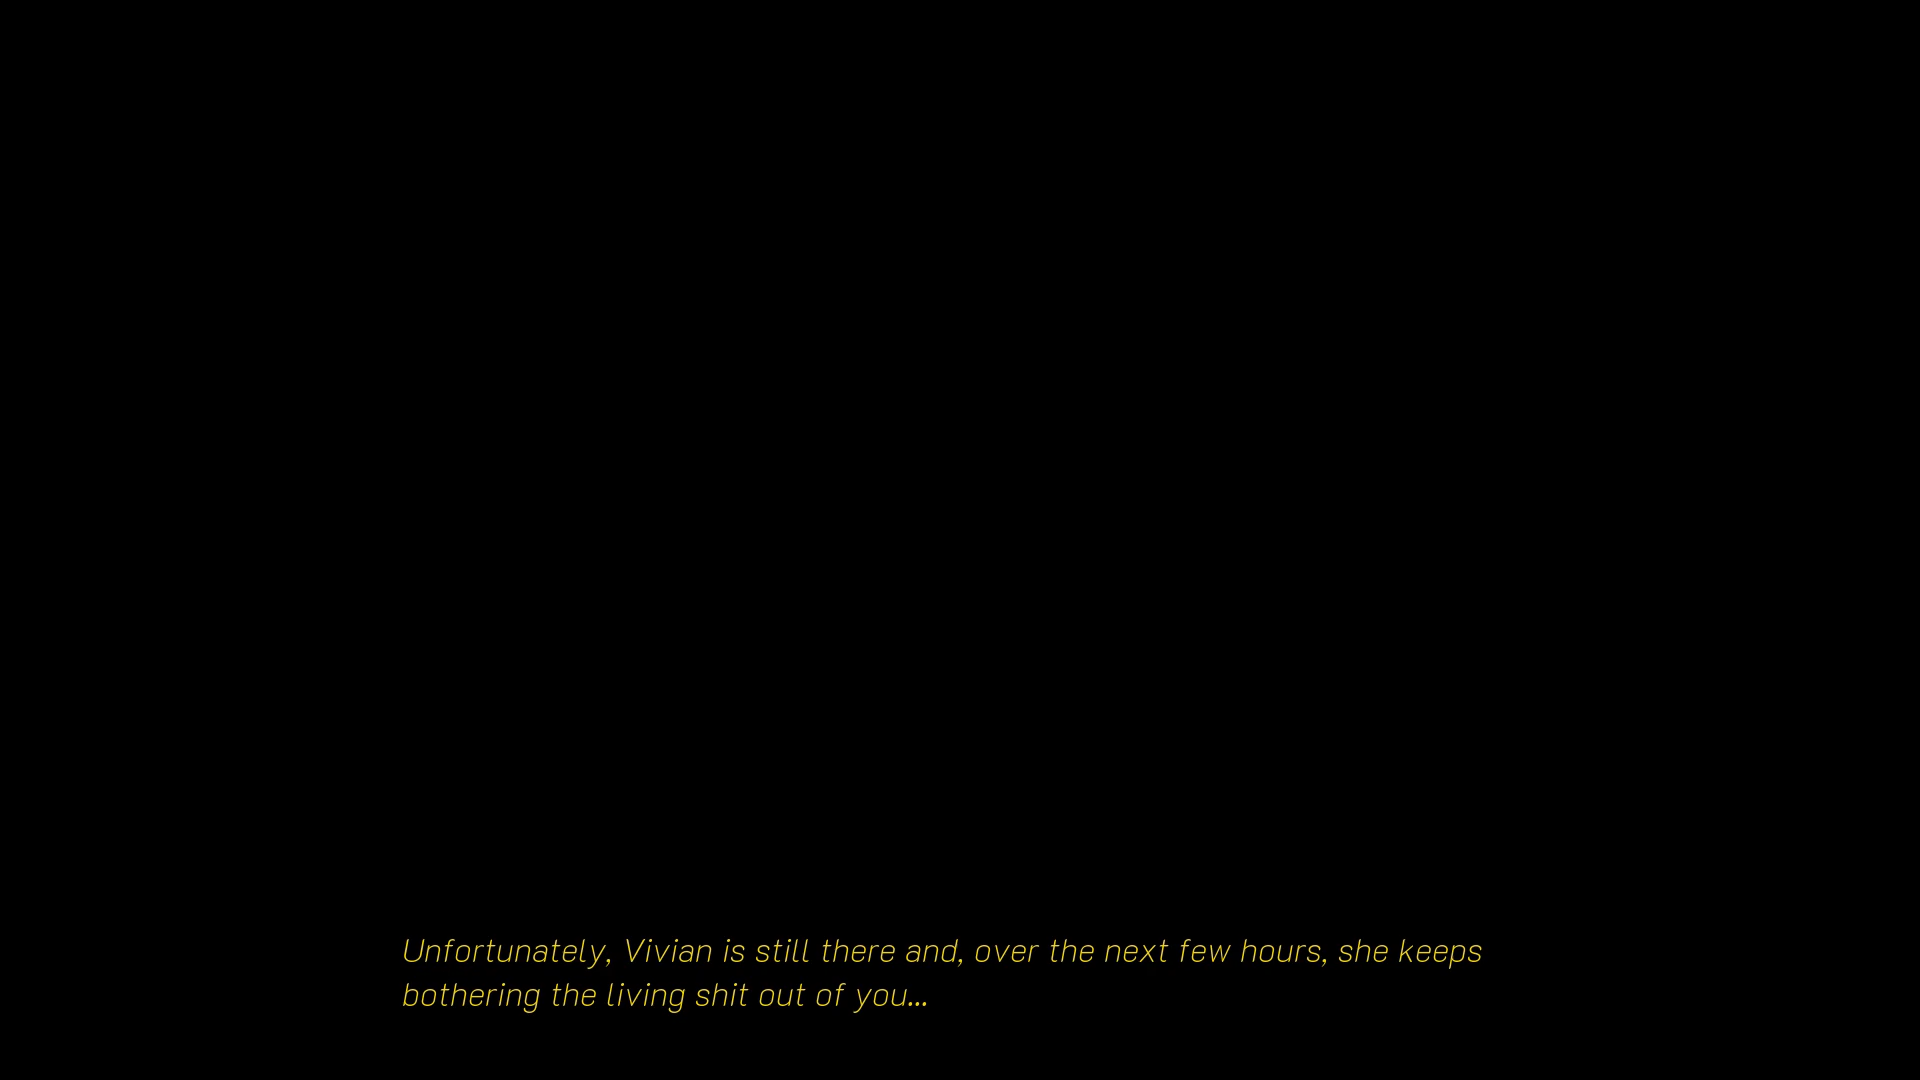 Unfortunately, Vivian is still there and, over the next few hours, she keeps
bothering the living shit out of you...